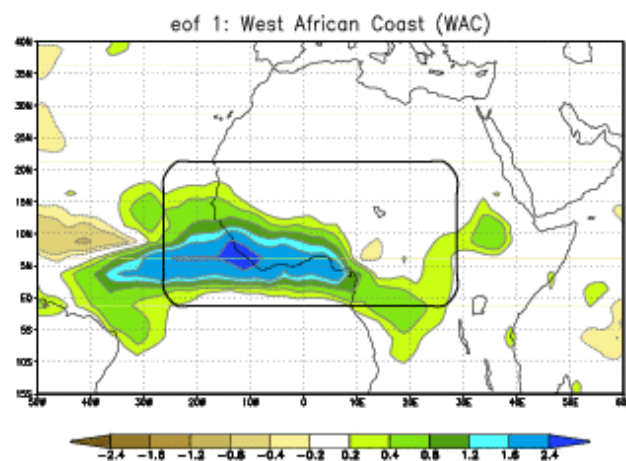 eof 1: West African Coast (WAC)
40N
35N
30N
25N
20N
15N
10N
5N
EQ
5S
10S
15S
50W 40W 30W 20W 10W 0 10E 20E 30E 40E 50E 60E
-2.4 -1.6 -1.2 -0.8 -0.4 -0.2 0.2 0.4 0.8 1.2 1.6 2.4